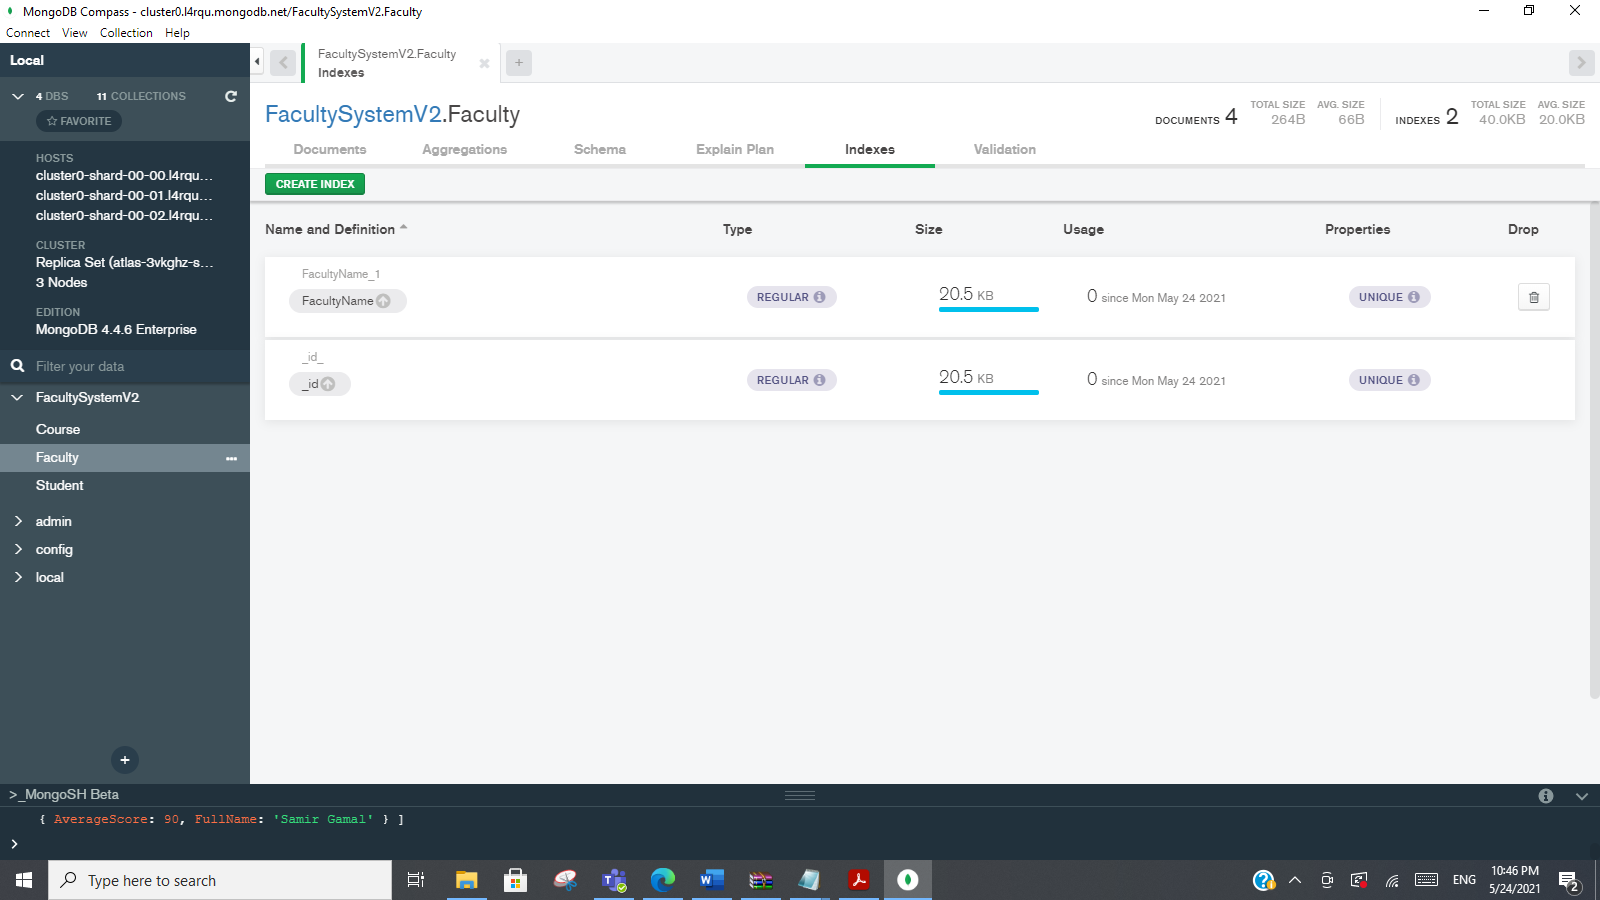 MongoDB Compass - cluster0.l4rqu.mongodb.net/FacultySystemV2.Faculty
Connect View Collection Help
Local
4 DBS 11 COLLECTIONS
FAVORITE
HOSTS
cluster0-shard-00-00.l4rqu...
cluster0-shard-00-01.l4rqu...
cluster0-shard-00-02.l4rqu...
CLUSTER
Replica Set (atlas-3vkghz-s...
3 Nodes
EDITION
MongoDB 4.4.6 Enterprise
Filter your data
FacultySystemV2
Course
Faculty
Student
admin
config
local
FacultySystemV2.Faculty
Indexes
FacultySystemV2.Faculty
DOCUMENTS 4 TOTAL SIZE 264B AVG. SIZE 66B INDEXES 2 TOTAL SIZE 40.0KB AVG. SIZE 20.0KB
Documents Aggregations Schema Explain Plan Indexes Validation
CREATE INDEX
Name and Definition Type Size Usage Properties Drop
FacultyName_1
FacultyName REGULAR 20.5 KB 0 since Mon May 24 2021 UNIQUE
_id_
_id REGULAR 20.5 KB 0 since Mon May 24 2021 UNIQUE
>_MongoSH Beta
{ AverageScore: 90, FullName: 'Samir Gamal' } ]
>
Type here to search
ENG
10:46 PM
5/24/2021
2